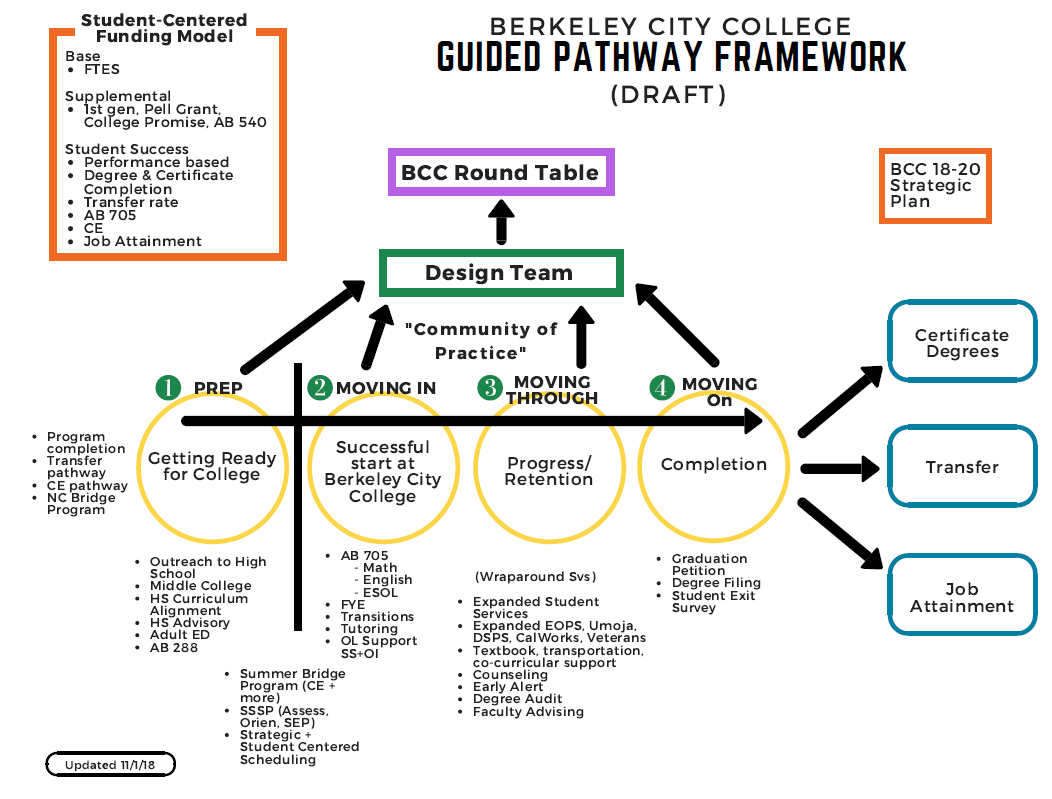 Student-Centered
Funding Model
Base
• FTES
Supplemental
• 1st gen, Pell Grant,
College Promise, AB 540
Student Success
• Performance based
• Degree & Certificate
Completion
• Transfer rate
• AB 705
• CE
• Job Attainment
BERKELEY CITY COLLEGE
GUIDED PATHWAY FRAMEWORK
(DRAFT)
BCC Round Table
BCC 18-20
Strategic
Plan
Design Team
"Community of
Practice"
1 PREP
2 MOVING IN
3 MOVING
THROUGH
4 MOVING
On
Getting Ready
for College
Successful
start at
Berkeley City
College
Progress/
Retention
Completion
Certificate
Degrees
Transfer
Job
Attainment
• Program
completion
• Transfer
pathway
• CE pathway
• NC Bridge
Program
• Outreach to High
School
• Middle College
• HS Curriculum
Alignment
• HS Advisory
• Adult ED
• AB 288
• Summer Bridge
Program (CE +
more)
• SSSP (Assess,
Orien, SEP)
• Strategic +
Student Centered
Scheduling
• AB 705
- Math
- English
- ESOL
• FYE
• Transitions
• Tutoring
• OL Support
SS+OI
(Wraparound Svs)
• Expanded Student
Services
• Expanded EOPS, Umoja,
DSPS, CalWorks, Veterans
• Textbook, transportation,
co-curricular support
• Counseling
• Early Alert
• Degree Audit
• Faculty Advising
• Graduation
Petition
• Degree Filing
• Student Exit
Survey
Updated 11/1/18